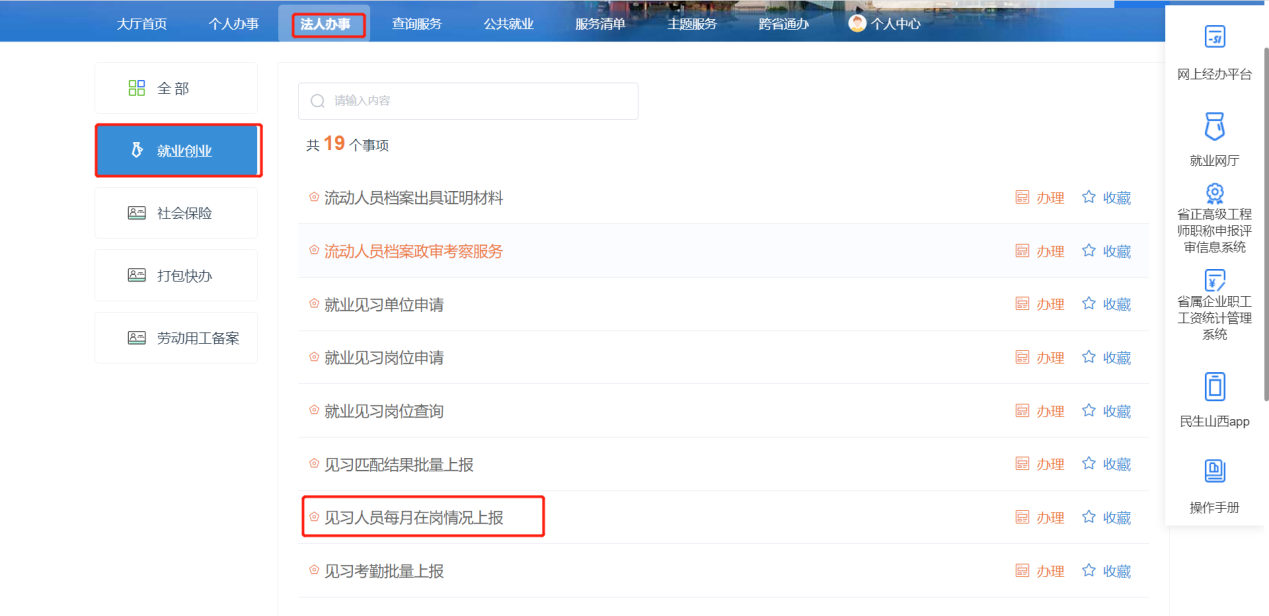 大厅首页 个人办事 法人办事 查询服务 公共就业 服务清单 主题服务 跨省通办 个人中心
全部
就业创业
社会保险
打包快办
劳动用工备案
请输入内容
共 19 个事项
流动人员档案出具证明材料 办理 收藏
流动人员档案政审考察服务 办理 收藏
就业见习单位申请 办理 收藏
就业见习岗位申请 办理 收藏
就业见习岗位查询 办理 收藏
见习匹配结果批量上报 办理 收藏
见习人员每月在岗情况上报 办理 收藏
见习考勤批量上报 办理 收藏
网上经办平台
就业网厅
省正高级工程
师职称申报评
审信息系统
省属企业职工
工资统计管理
系统
民生山西app
操作手册